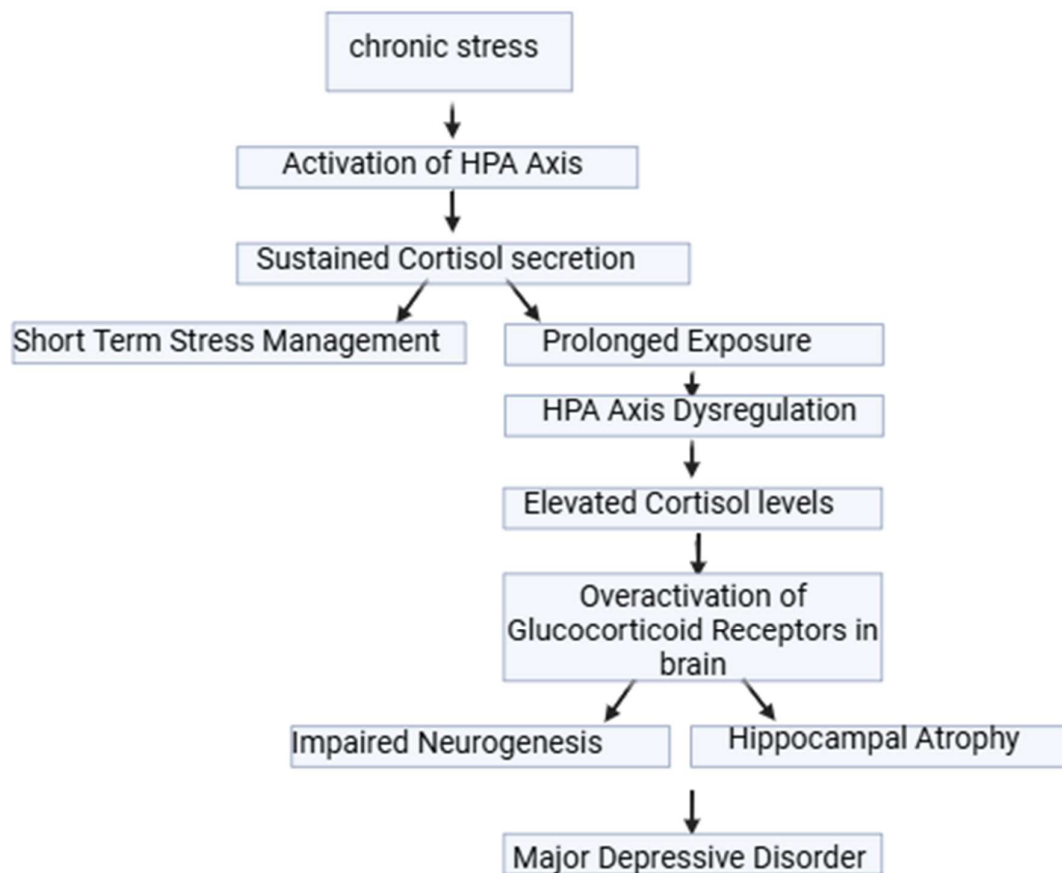 chronic stress
Activation of HPA Axis
Sustained Cortisol secretion
Short Term Stress Management
Prolonged Exposure
HPA Axis Dysregulation
Elevated Cortisol levels
Overactivation of
Glucocorticoid Receptors in
brain
Impaired Neurogenesis
Hippocampal Atrophy
Major Depressive Disorder